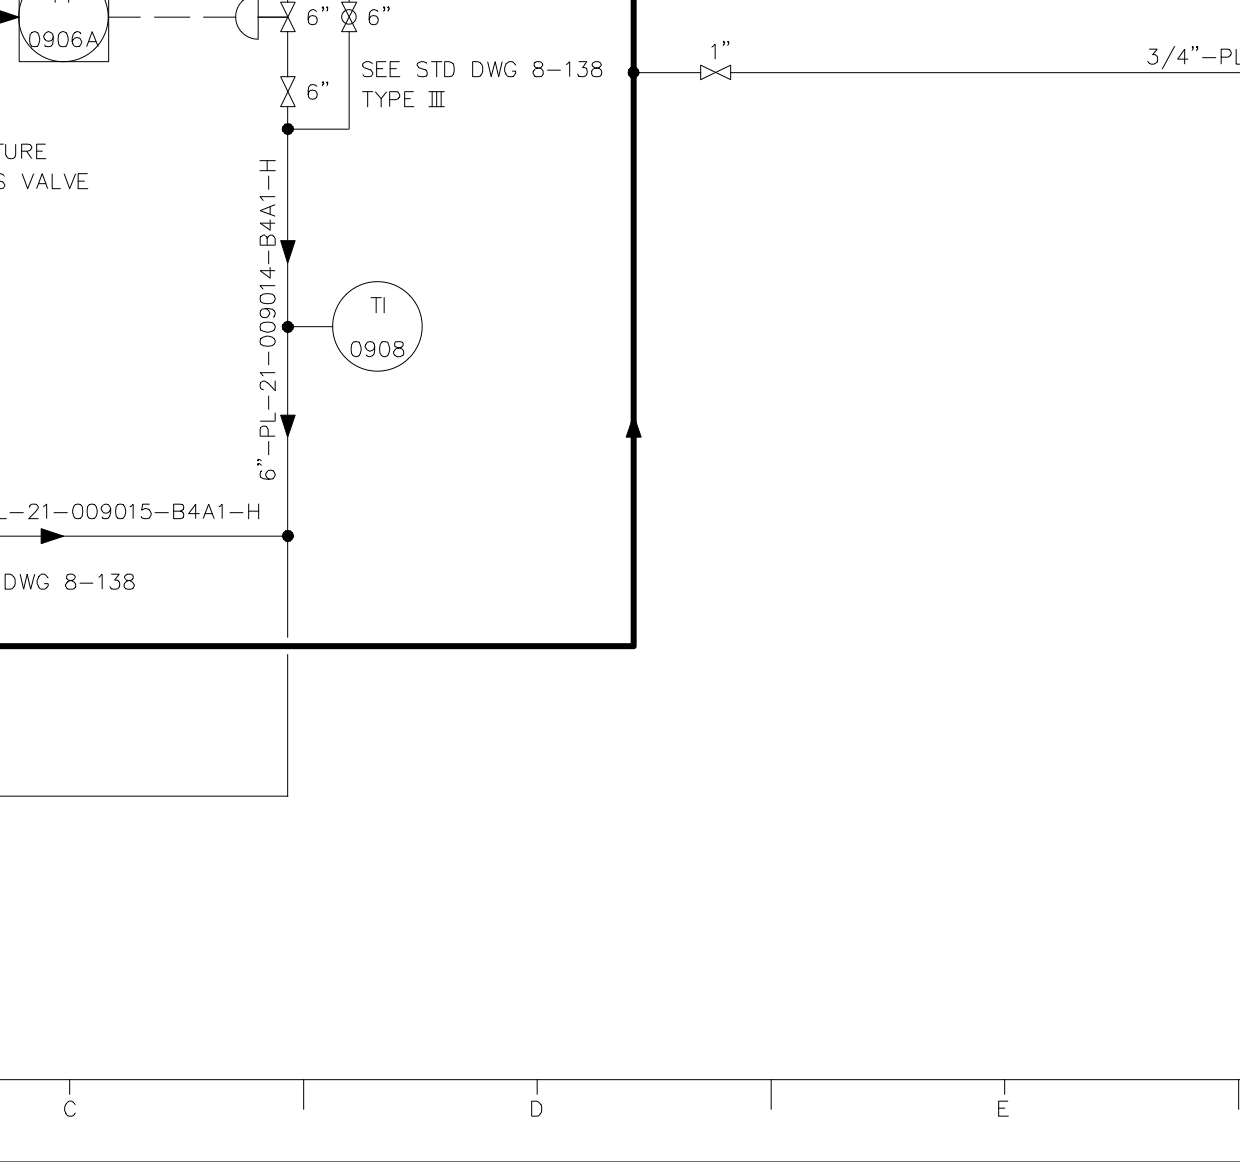 0906A
6”
6”
1”
3/4”–PL
SEE STD DWG 8–138
TYPE III
6”
TURE
S VALVE
6”–PL–21–009014–B4A1–H
TI
0908
L–21–009015–B4A1–H
DWG 8–138
C
D
E